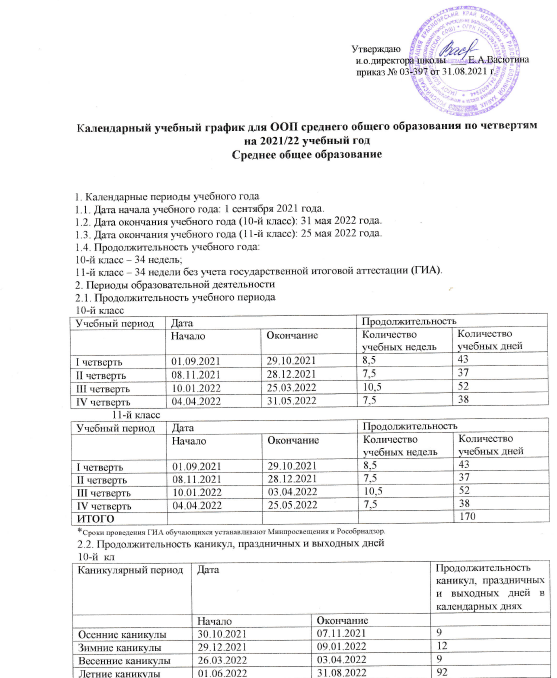 Утверждаю
и.о.директора школы Е.А.Васютина
приказ № 03-397 от 31.08.2021 г.
Календарный учебный график для ООП среднего общего образования по четвертям
на 2021/22 учебный год
Среднее общее образование
1. Календарные периоды учебного года
1.1. Дата начала учебного года: 1 сентября 2021 года.
1.2. Дата окончания учебного года (10-й класс): 31 мая 2022 года.
1.3. Дата окончания учебного года (11-й класс): 25 мая 2022 года.
1.4. Продолжительность учебного года:
10-й класс – 34 недель;
11-й класс – 34 недели без учета государственной итоговой аттестации (ГИА).
2. Периоды образовательной деятельности
2.1. Продолжительность учебного периода
10-й класс
Учебный период Дата Продолжительность
Начало Окончание Количество учебных недель Количество учебных дней
I четверть 01.09.2021 29.10.2021 8,5 43
II четверть 08.11.2021 28.12.2021 7,5 37
III четверть 10.01.2022 25.03.2022 10,5 52
IV четверть 04.04.2022 31.05.2022 7,5 38
11-й класс
Учебный период Дата Продолжительность
Начало Окончание Количество учебных недель Количество учебных дней
I четверть 01.09.2021 29.10.2021 8,5 43
II четверть 08.11.2021 28.12.2021 7,5 37
III четверть 10.01.2022 03.04.2022 10,5 52
IV четверть 04.04.2022 25.05.2022 7,5 38
ИТОГО 170
*Сроки проведения ГИА обучающихся устанавливают Минпросвещения и Рособрнадзор.
2.2. Продолжительность каникул, праздничных и выходных дней
10-й кл
Каникулярный период Дата Продолжительность каникул, праздничных и выходных дней в календарных днях
Начало Окончание
Осенние каникулы 30.10.2021 07.11.2021 9
Зимние каникулы 29.12.2021 09.01.2022 12
Весенние каникулы 26.03.2022 03.04.2022 9
Летние каникулы 01.06.2022 31.08.2022 92